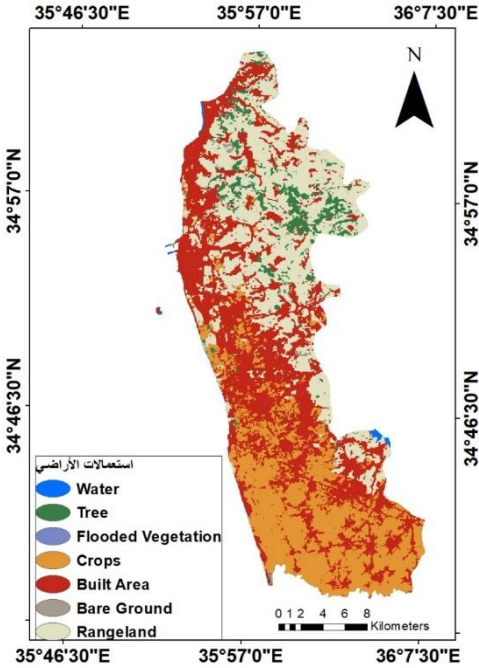 35°46'30"E 35°57'0"E 36°7'30"E
N
34°57'0"N 34°57'0"N
34°46'30"N 34°46'30"N
استعمالات الأراضي
Water
Tree
Flooded Vegetation
Crops
Built Area
Bare Ground
Rangeland
0 1 2 4 6 8
Kilometers
35°46'30"E 35°57'0"E 36°7'30"E